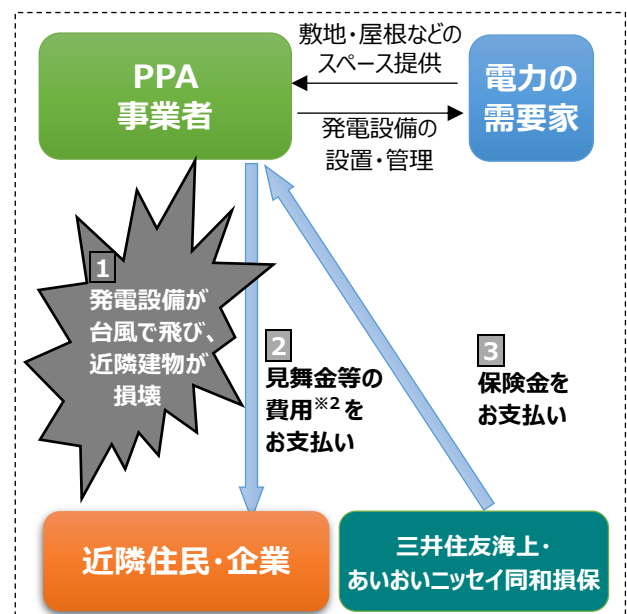 PPA
事業者
敷地・屋根などの
スペース提供
電力の
需要家
発電設備の
設置・管理
1
発電設備が
台風で飛び、
近隣建物が
損壊
2
見舞金等の
費用※2を
お支払い
3
保険金を
お支払い
近隣住民・企業
三井住友海上・
あいおいニッセイ同和損保